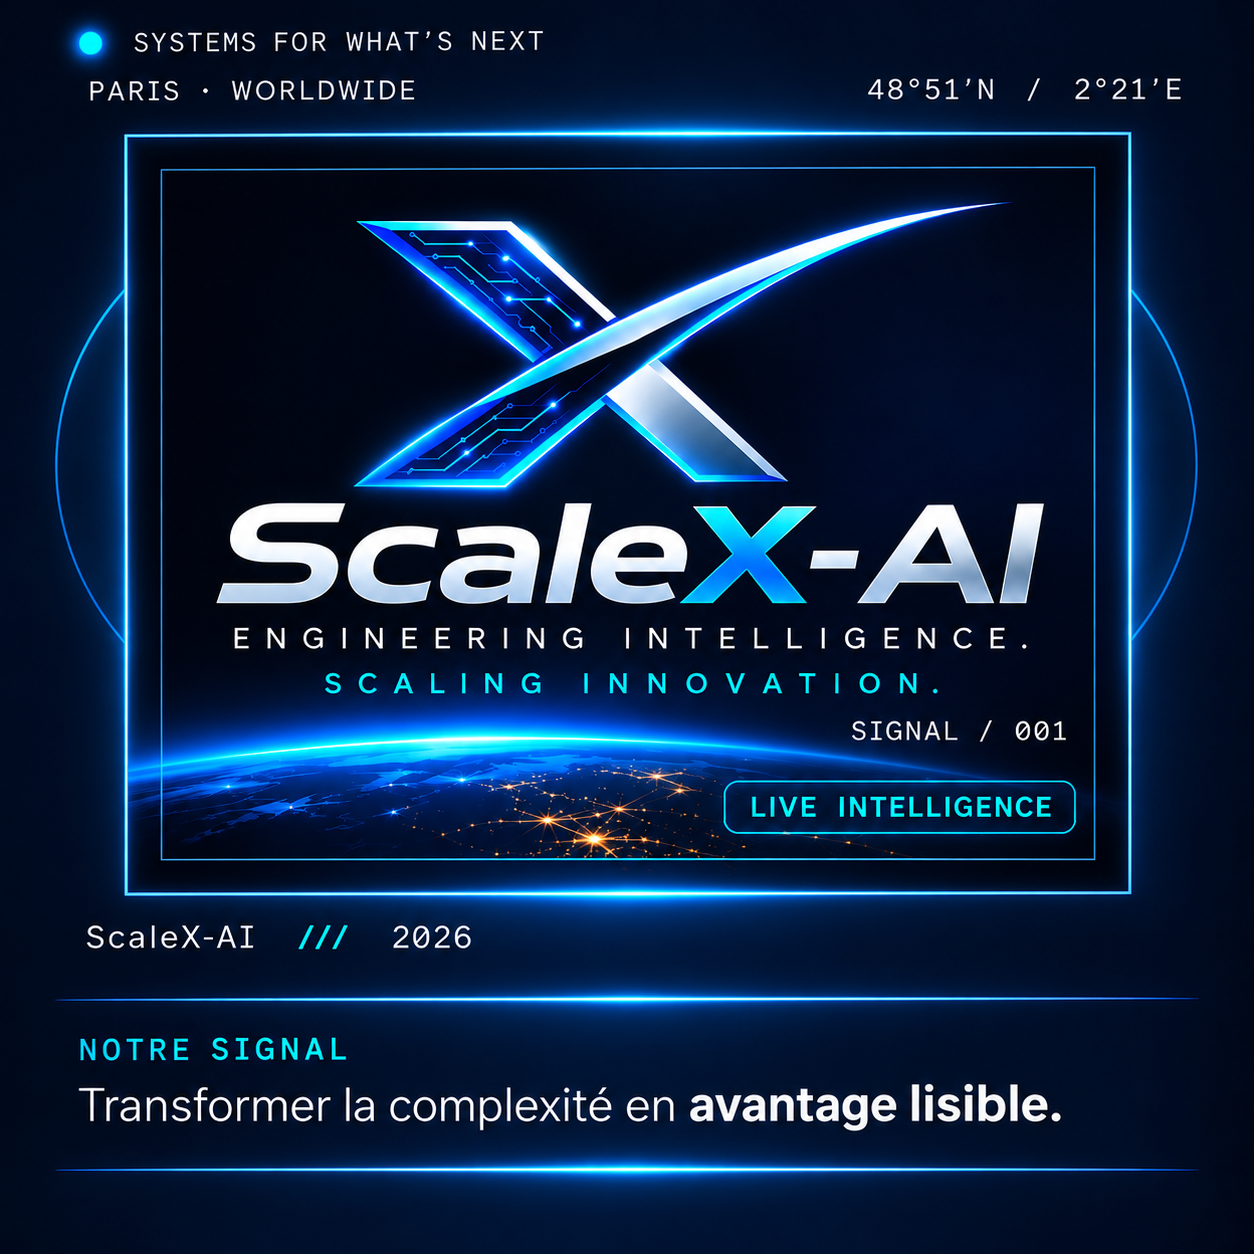 SYSTEMS FOR WHAT’S NEXT
PARIS · WORLDWIDE
48°51’N / 2°21’E
ScaleX-AI
ENGINEERING INTELLIGENCE.
SCALING INNOVATION.
SIGNAL / 001
LIVE INTELLIGENCE
ScaleX-AI /// 2026
NOTRE SIGNAL
Transformer la complexité en avantage lisible.